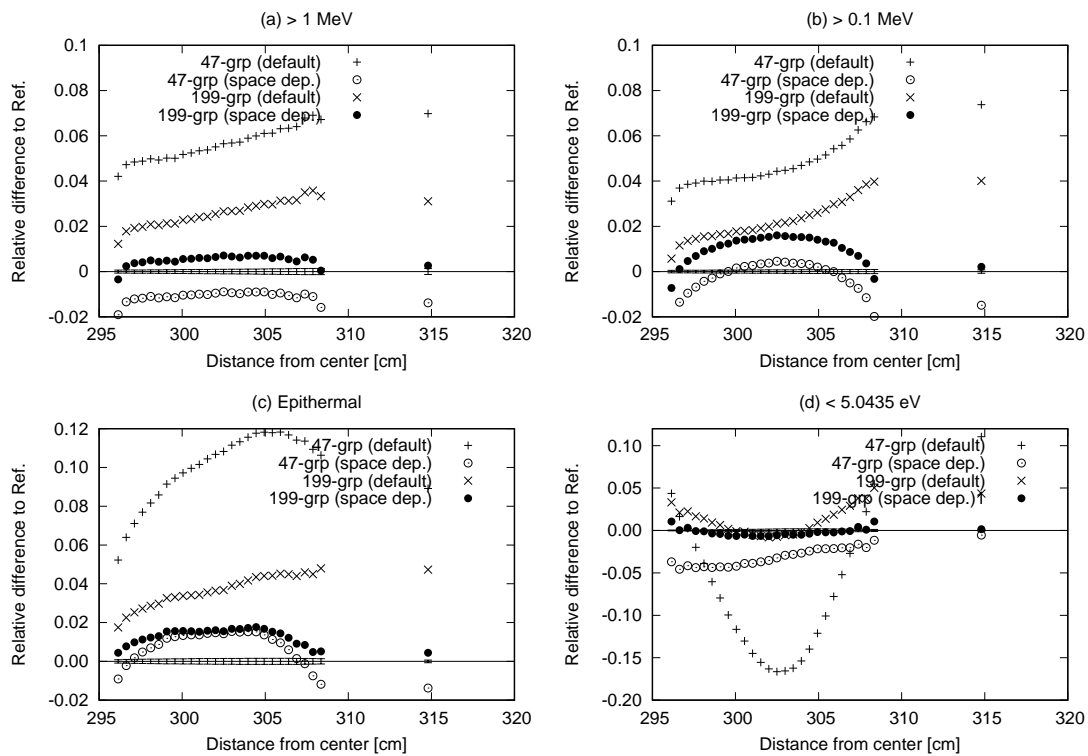 (a) > 1 MeV
0.1
0.08
0.06
0.04
0.02
0
-0.02
Relative difference to Ref.
47-grp (default)
47-grp (space dep.)
199-grp (default)
199-grp (space dep.)
295 300 305 310 315 320
Distance from center [cm]
(b) > 0.1 MeV
0.1
0.08
0.06
0.04
0.02
0
-0.02
Relative difference to Ref.
47-grp (default)
47-grp (space dep.)
199-grp (default)
199-grp (space dep.)
295 300 305 310 315 320
Distance from center [cm]
(c) Epithermal
0.12
0.10
0.08
0.06
0.04
0.02
0.00
-0.02
Relative difference to Ref.
47-grp (default)
47-grp (space dep.)
199-grp (default)
199-grp (space dep.)
295 300 305 310 315 320
Distance from center [cm]
(d) < 5.0435 eV
0.10
0.05
0.00
-0.05
-0.10
-0.15
-0.20
Relative difference to Ref.
47-grp (default)
47-grp (space dep.)
199-grp (default)
199-grp (space dep.)1
295 300 305 310 315 320
Distance from center [cm]